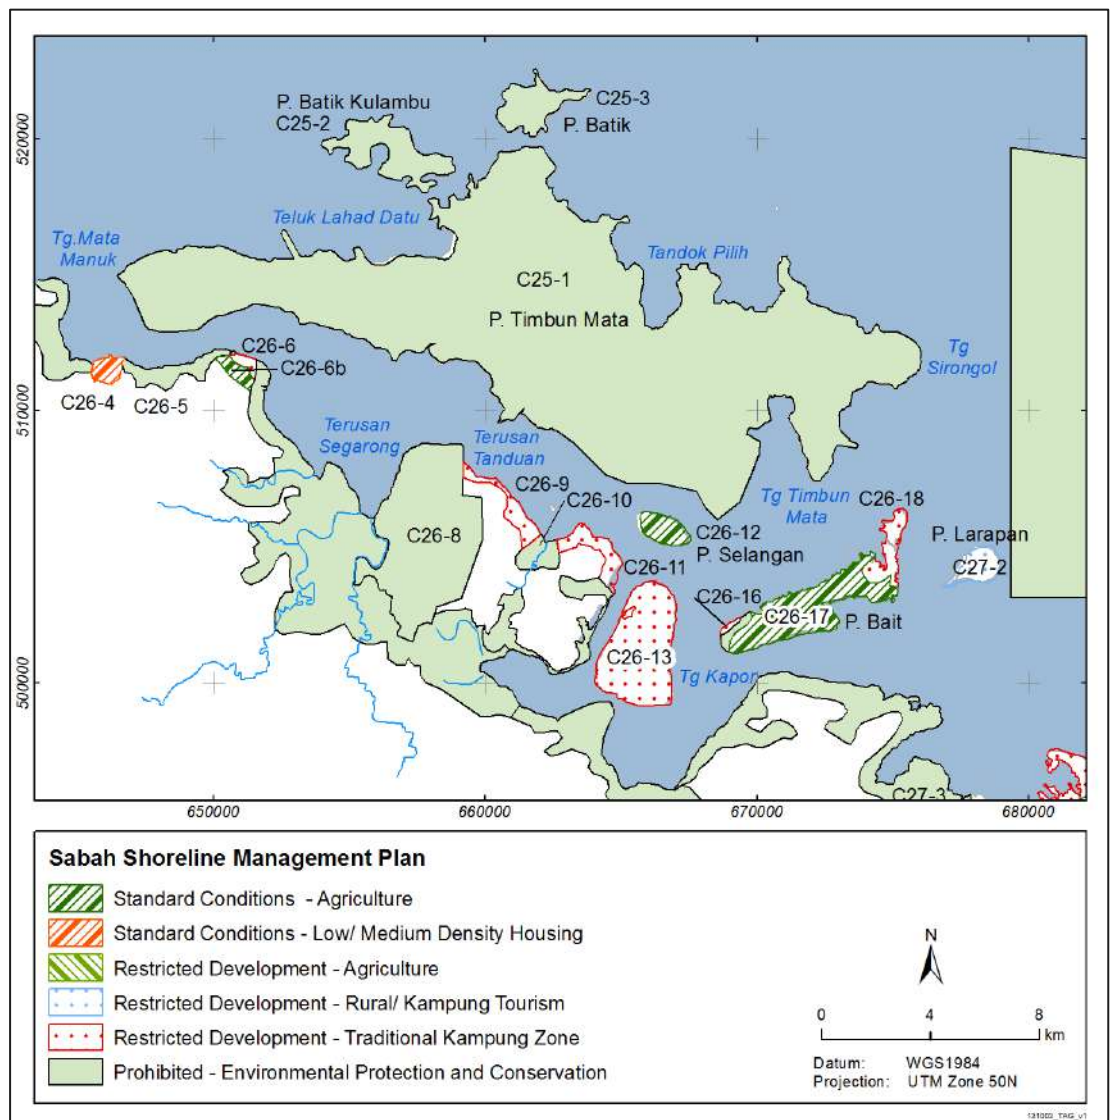 P. Batik Kulambu
C25-2
C25-3
P. Batik
520000
Teluk Lahad Datu
Tg.Mata
Manuk
Tandok Pilih
C25-1
P. Timbun Mata
C26-6
C26-6b
Tg
Sirongol
C26-4
C26-5
510000
Terusan
Segarong
Terusan
Tanduan
C26-9
C26-10
Tg Timbun
Mata
C26-18
C26-8
C26-12
P. Selangan
P. Larapan
C27-2
C26-11
C26-16
C26-17
P. Bait
C26-13
Tg Kapor
500000
C27-3
650000
660000
670000
680000
Sabah Shoreline Management Plan
Standard Conditions - Agriculture
Standard Conditions - Low/ Medium Density Housing
Restricted Development - Agriculture
Restricted Development - Rural/ Kampung Tourism
Restricted Development - Traditional Kampung Zone
Prohibited - Environmental Protection and Conservation
N
0 4 8
km
Datum: WGS1984
Projection: UTM Zone 50N